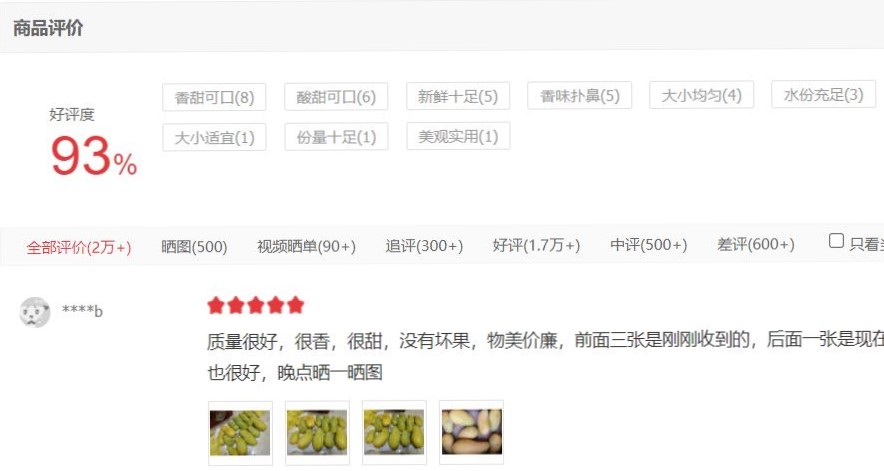 商品评价
好评度
93%
香甜可口(8) 酸甜可口(6) 新鲜十足(5) 香味扑鼻(5) 大小均匀(4) 水份充足(3)
大小适宜(1) 份量十足(1) 美观实用(1)
全部评价(2万+) 晒图(500) 视频晒单(90+) 追评(300+) 好评(1.7万+) 中评(500+) 差评(600+) 只看
****b
质量很好，很香，很甜，没有坏果，物美价廉，前面三张是刚刚收到的，后面一张是现在
也很好，晚点晒一晒图